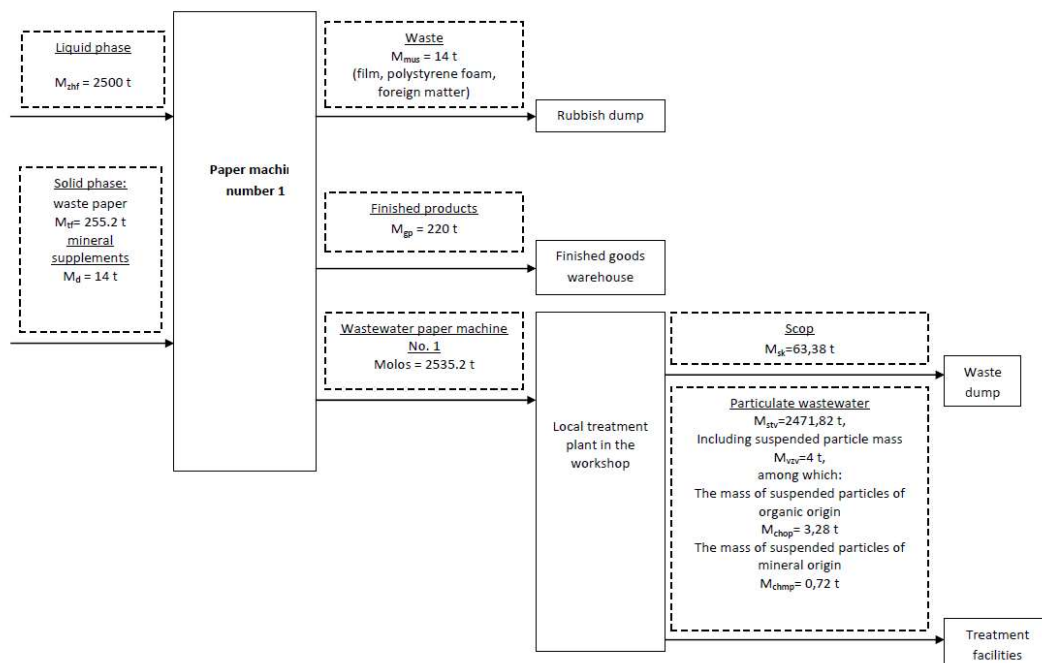 Liquid phase
M_zhf = 2500 t
Solid phase:
waste paper
M_tf= 255.2 t
mineral
supplements
M_d = 14 t
Paper machi
number 1
Waste
M_mus = 14 t
(film, polystyrene foam,
foreign matter)
Rubbish dump
Finished products
M_gp = 220 t
Finished goods
warehouse
Wastewater paper machine
No. 1
Molos = 2535.2 t
Local treatment
plant in the
workshop
Scop
M_sk=63,38 t
Waste
dump
Particulate wastewater
M_stv=2471,82 t,
Including suspended particle mass
M_vzv=4 t,
among which:
The mass of suspended particles of
organic origin
M_chop= 3,28 t
The mass of suspended particles of
mineral origin
M_chmp= 0,72 t
Treatment
facilities